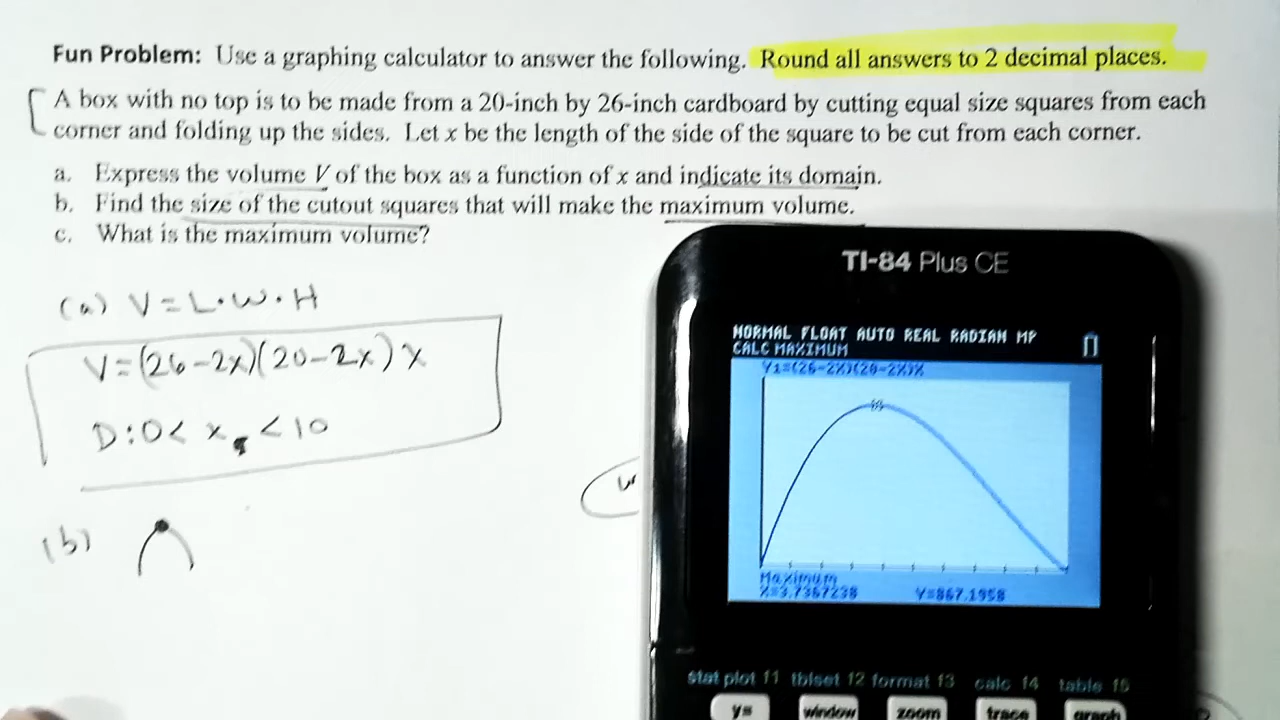 Fun Problem: Use a graphing calculator to answer the following. Round all answers to 2 decimal places.
A box with no top is to be made from a 20-inch by 26-inch cardboard by cutting equal size squares from each
corner and folding up the sides. Let x be the length of the side of the square to be cut from each corner.
a. Express the volume V of the box as a function of x and indicate its domain.
b. Find the size of the cutout squares that will make the maximum volume.
c. What is the maximum volume?
(a) V = L·W·H
V = (26-2x)(20-2x) x
D: 0 < x < 10
(b)
W
TI-84 Plus CE
NORMAL FLOAT AUTO REAL RADIAN MP
CALC MAXIMUM
Y1=(26-2X)(20-2X)X
Maximum
X=3.7367238 Y=867.1958
stat plot f1 tblset f2 format f3 calc f4 table f5
y= window zoom trace graph